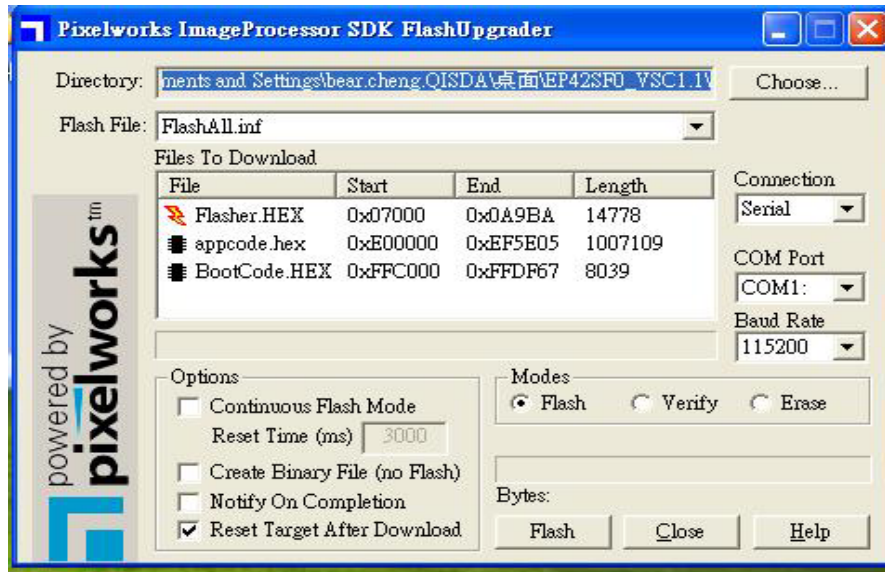 Pixelworks ImageProcessor SDK FlashUpgrader
Directory: ments and Settings\bear.cheng.QISDA\桌面\EP42SF0_VSC1.1\ Choose...
Flash File: FlashAll.inf
Files To Download
File Start End Length
Flasher.HEX 0x07000 0x0A9BA 14778
appcode.hex 0xE00000 0xEF5E05 1007109
BootCode.HEX 0xFFC000 0xFFDF67 8039
Connection
Serial
COM Port
COM1:
Baud Rate
115200
Options
Continuous Flash Mode
Reset Time (ms) 3000
Create Binary File (no Flash)
Notify On Completion
Reset Target After Download
Modes
Flash Verify Erase
Bytes:
Flash Close Help
powered by
pixelworks™